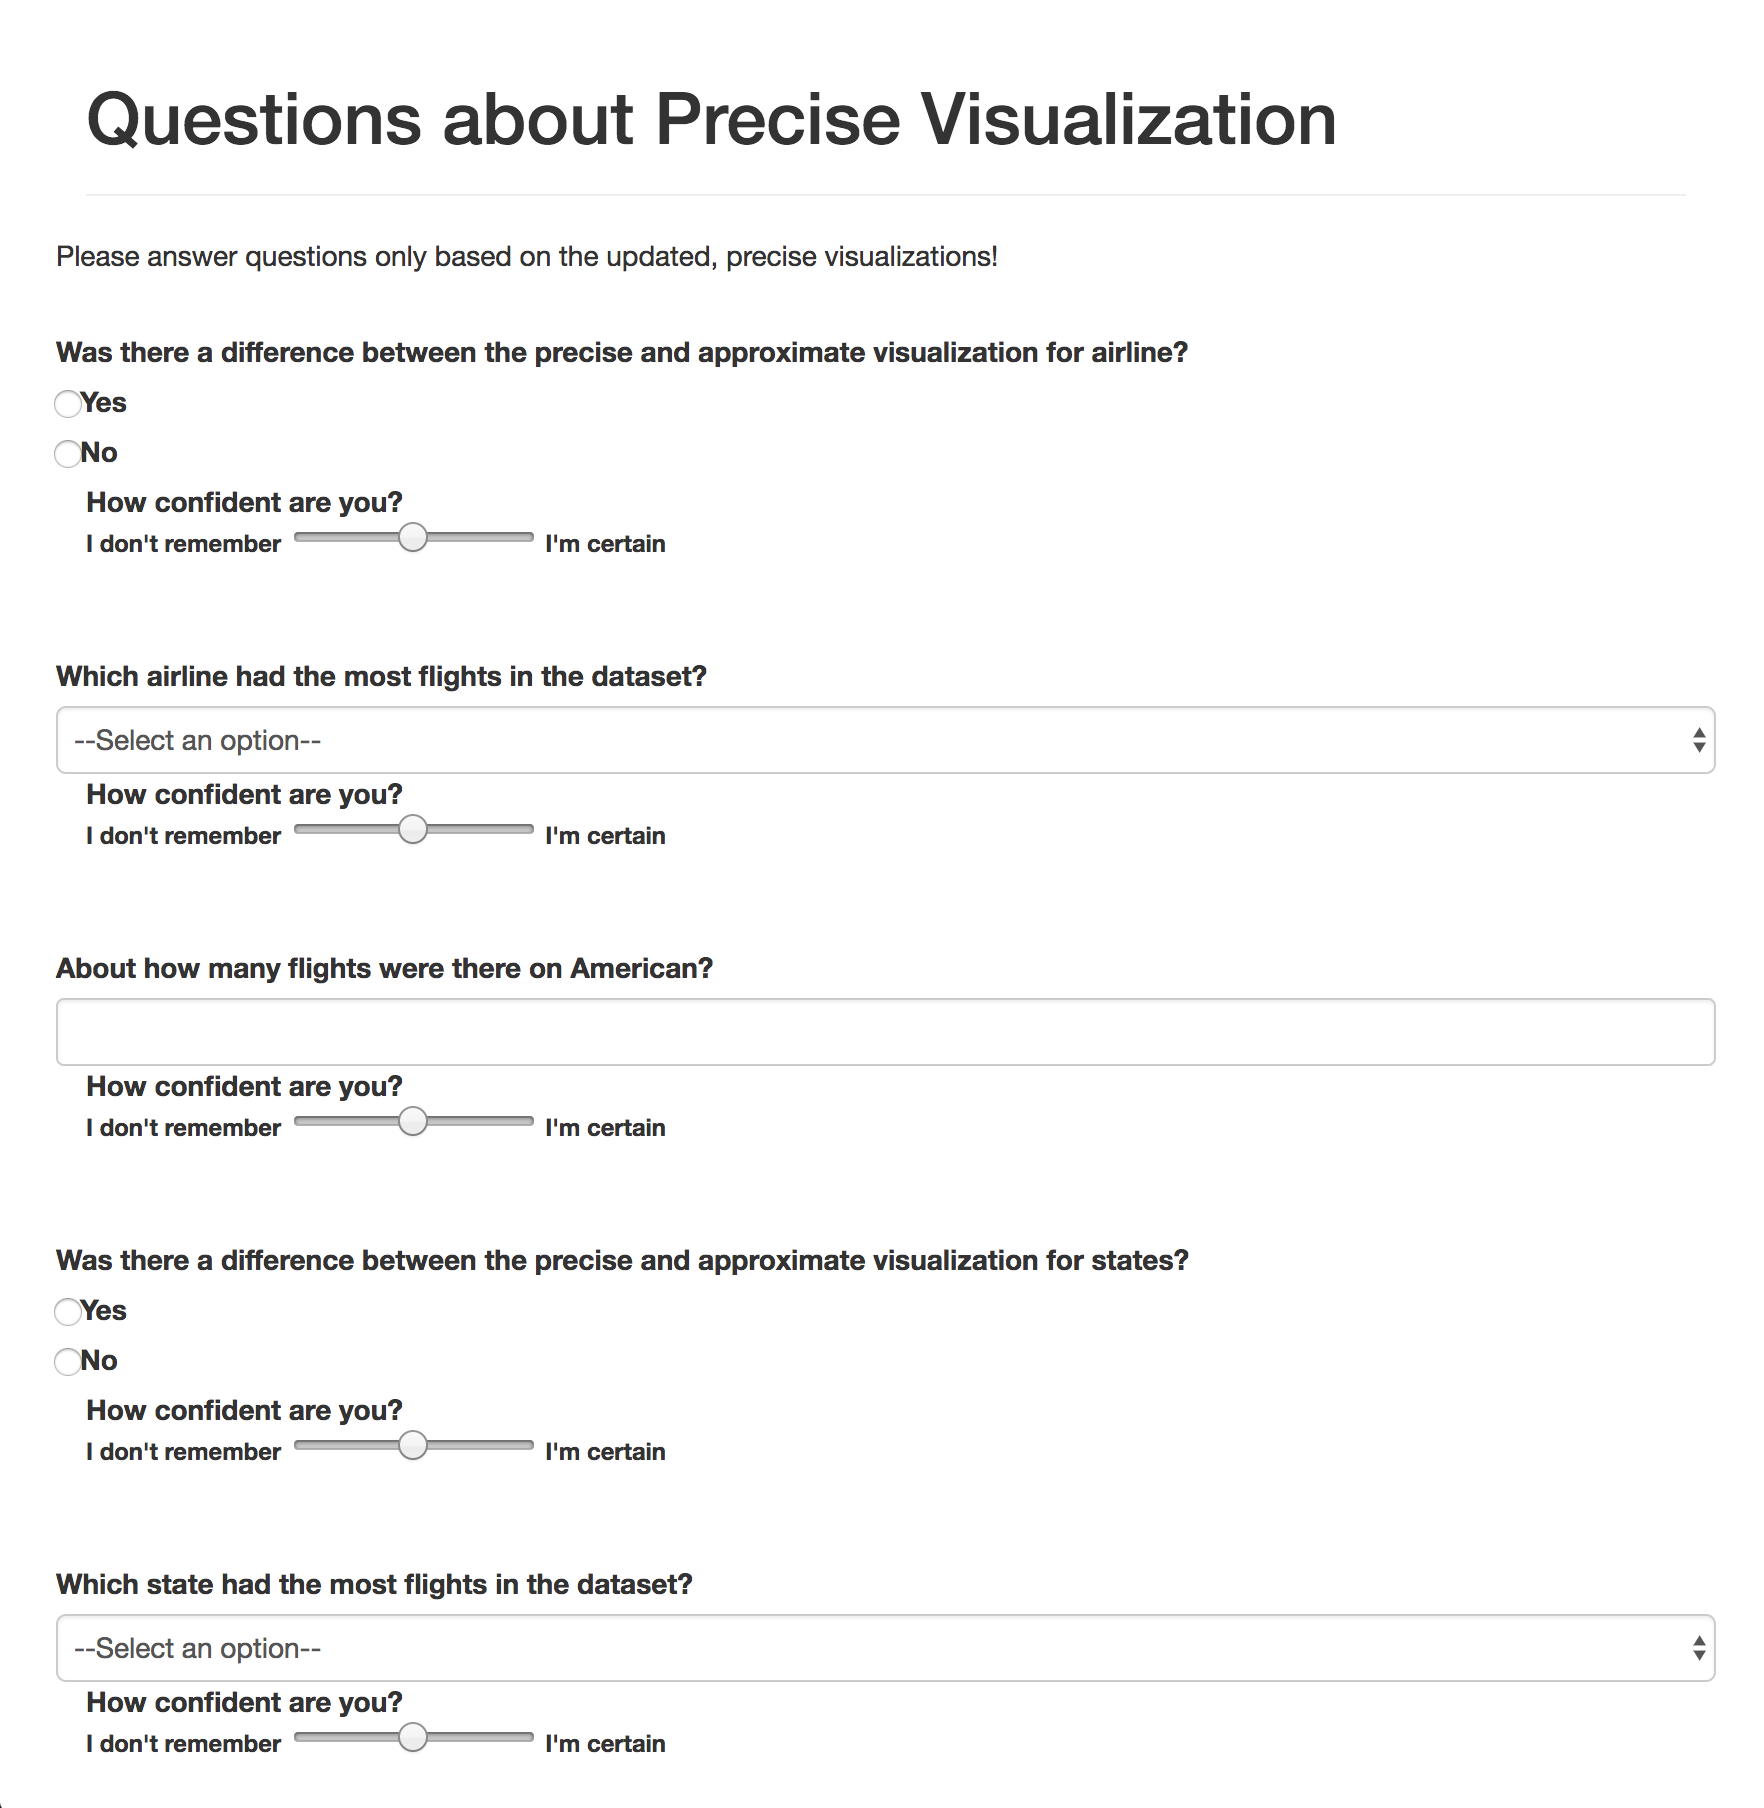 Questions about Precise Visualization
Please answer questions only based on the updated, precise visualizations!
Was there a difference between the precise and approximate visualization for airline?
Yes
No
How confident are you?
I don't remember I'm certain
Which airline had the most flights in the dataset?
--Select an option--
How confident are you?
I don't remember I'm certain
About how many flights were there on American?
How confident are you?
I don't remember I'm certain
Was there a difference between the precise and approximate visualization for states?
Yes
No
How confident are you?
I don't remember I'm certain
Which state had the most flights in the dataset?
--Select an option--
How confident are you?
I don't remember I'm certain